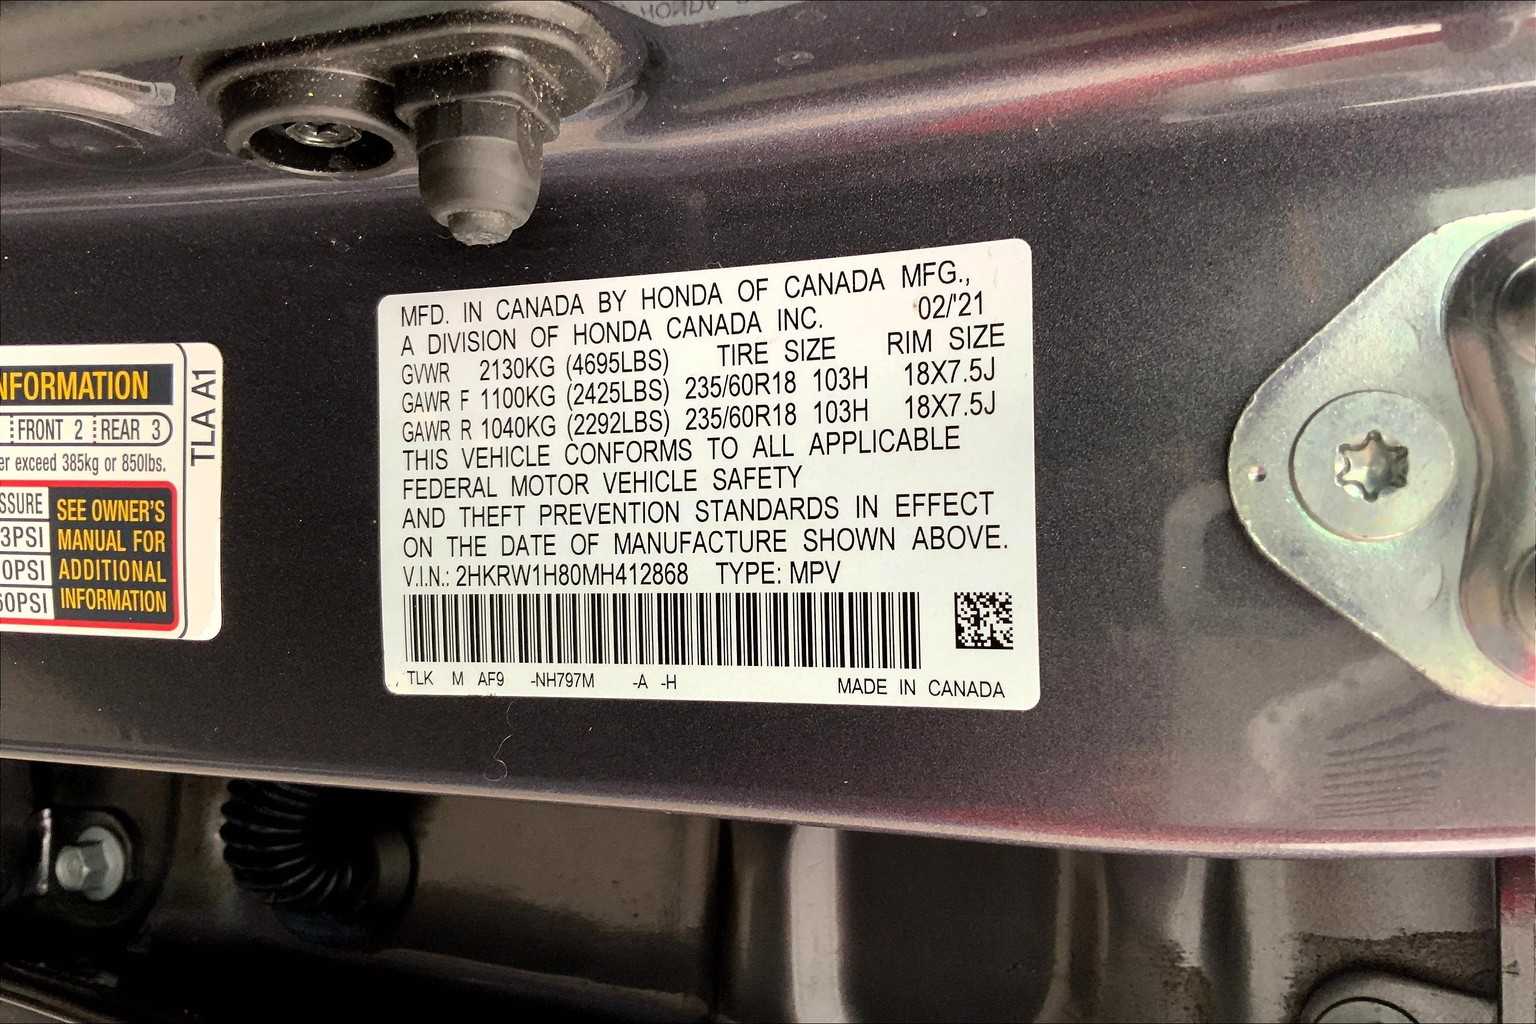 NFORMATION
FRONT 2 REAR 3
er exceed 385kg or 850lbs.
SSURE
3PSI
0PSI
60PSI
SEE OWNER'S
MANUAL FOR
ADDITIONAL
INFORMATION
TLA A1
MFD. IN CANADA BY HONDA OF CANADA MFG.,
A DIVISION OF HONDA CANADA INC. 02/'21
GVWR 2130KG (4695LBS) TIRE SIZE RIM SIZE
GAWR F 1100KG (2425LBS) 235/60R18 103H 18X7.5J
GAWR R 1040KG (2292LBS) 235/60R18 103H 18X7.5J
THIS VEHICLE CONFORMS TO ALL APPLICABLE
FEDERAL MOTOR VEHICLE SAFETY
AND THEFT PREVENTION STANDARDS IN EFFECT
ON THE DATE OF MANUFACTURE SHOWN ABOVE.
V.I.N.: 2HKRW1H80MH412868 TYPE: MPV
TLK M AF9 -NH797M -A -H
MADE IN CANADA